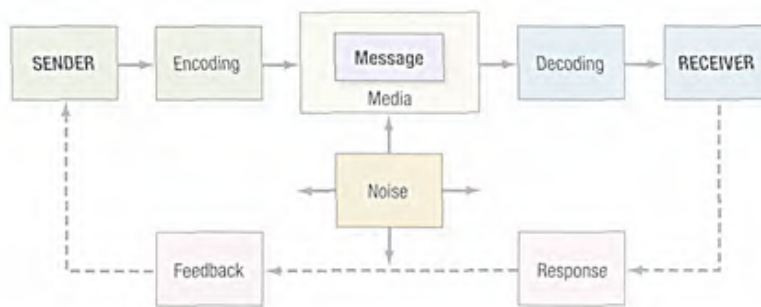 SENDER
Encoding
Message
Media
Decoding
RECEIVER
Noise
Feedback
Response